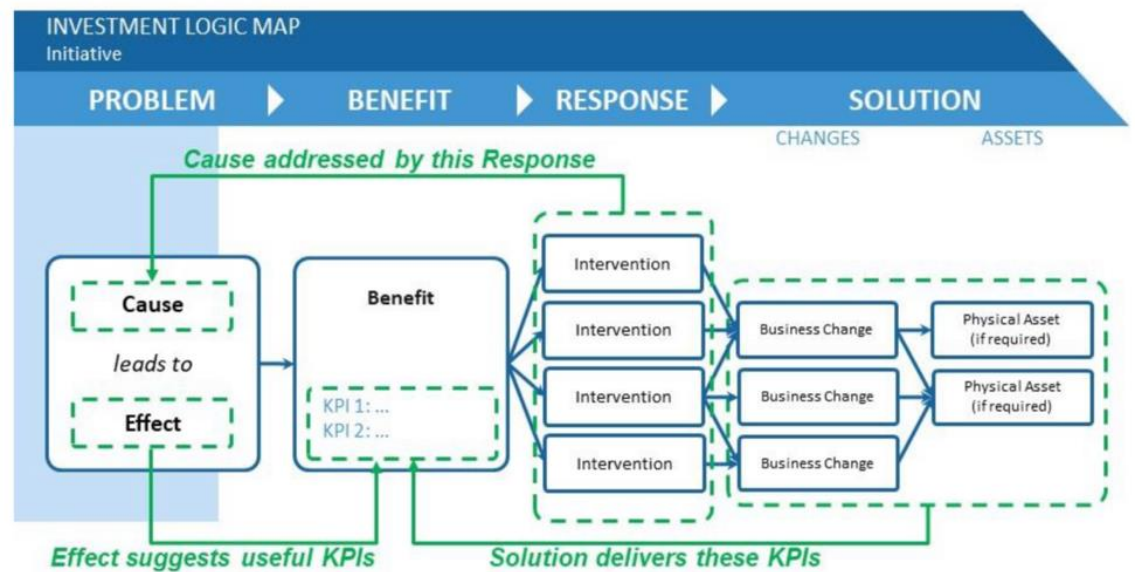 INVESTMENT LOGIC MAP
Initiative
PROBLEM
BENEFIT
RESPONSE
SOLUTION
CHANGES
ASSETS
Cause addressed by this Response
Cause
leads to
Effect
Benefit
KPI 1: ...
KPI 2: ...
Intervention
Intervention
Intervention
Intervention
Business Change
Business Change
Business Change
Physical Asset
(if required)
Physical Asset
(if required)
Effect suggests useful KPIs
Solution delivers these KPIs